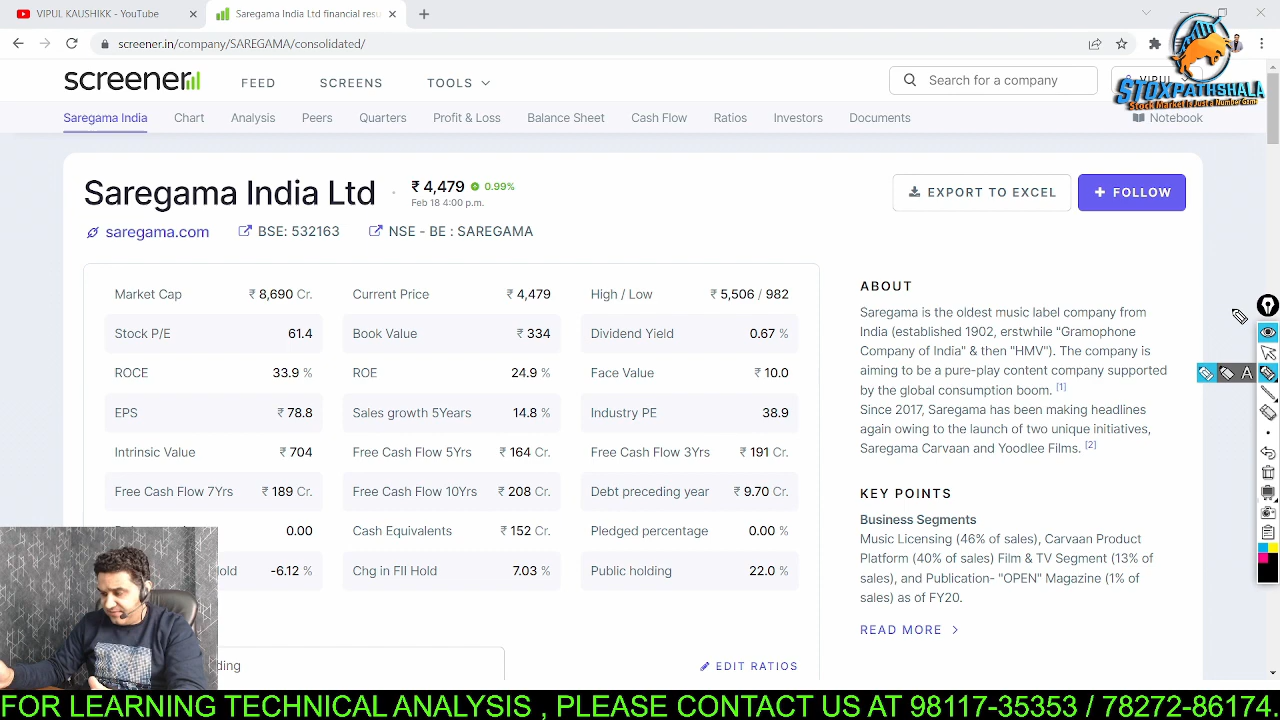 VIPUL KAUSHIKK - YouTube
Saregama India Ltd financial resu
screener.in/company/SAREGAMA/consolidated/
screener
FEED
SCREENS
TOOLS
Search for a company
VIPUL
STOXPATHSHALA
Stock Market is Just a Number Game
Saregama India
Chart
Analysis
Peers
Quarters
Balance Sheet
Cash Flow
Ratios
Investors
Documents
Notebook
Saregama India Ltd
₹ 4,479 0.99%
Feb 18 4:00 p.m.
EXPORT TO EXCEL
+ FOLLOW
saregama.com
BSE: 532163
NSE - BE : SAREGAMA
Market Cap ₹ 8,690 Cr.
Current Price ₹ 4,479
High / Low ₹ 5,506 / 982
Stock P/E 61.4
Book Value ₹ 334
Dividend Yield 0.67 %
ROCE 33.9 %
ROE 24.9 %
Face Value ₹ 10.0
EPS ₹ 78.8
Sales growth 5Years 14.8 %
Industry PE 38.9
Intrinsic Value ₹ 704
Free Cash Flow 5Yrs ₹ 164 Cr.
Free Cash Flow 3Yrs ₹ 191 Cr.
Free Cash Flow 7Yrs ₹ 189 Cr.
Free Cash Flow 10Yrs ₹ 208 Cr.
Debt preceding year ₹ 9.70 Cr.
0.00
Cash Equivalents ₹ 152 Cr.
Pledged percentage 0.00 %
old -6.12 %
Chg in FII Hold 7.03 %
Public holding 22.0 %
ding
EDIT RATIOS
ABOUT
Saregama is the oldest music label company from
India (established 1902, erstwhile "Gramophone
Company of India" & then "HMV"). The company is
aiming to be a pure-play content company supported
by the global consumption boom. [1]
Since 2017, Saregama has been making headlines
again owing to the launch of two unique initiatives,
Saregama Carvaan and Yoodlee Films. [2]
KEY POINTS
Business Segments
Music Licensing (46% of sales), Carvaan Product
Platform (40% of sales) Film & TV Segment (13% of
sales), and Publication- "OPEN" Magazine (1% of
sales) as of FY20.
READ MORE
A
FOR LEARNING TECHNICAL ANALYSIS , PLEASE CONTACT US AT 98117-35353 / 78272-86174.